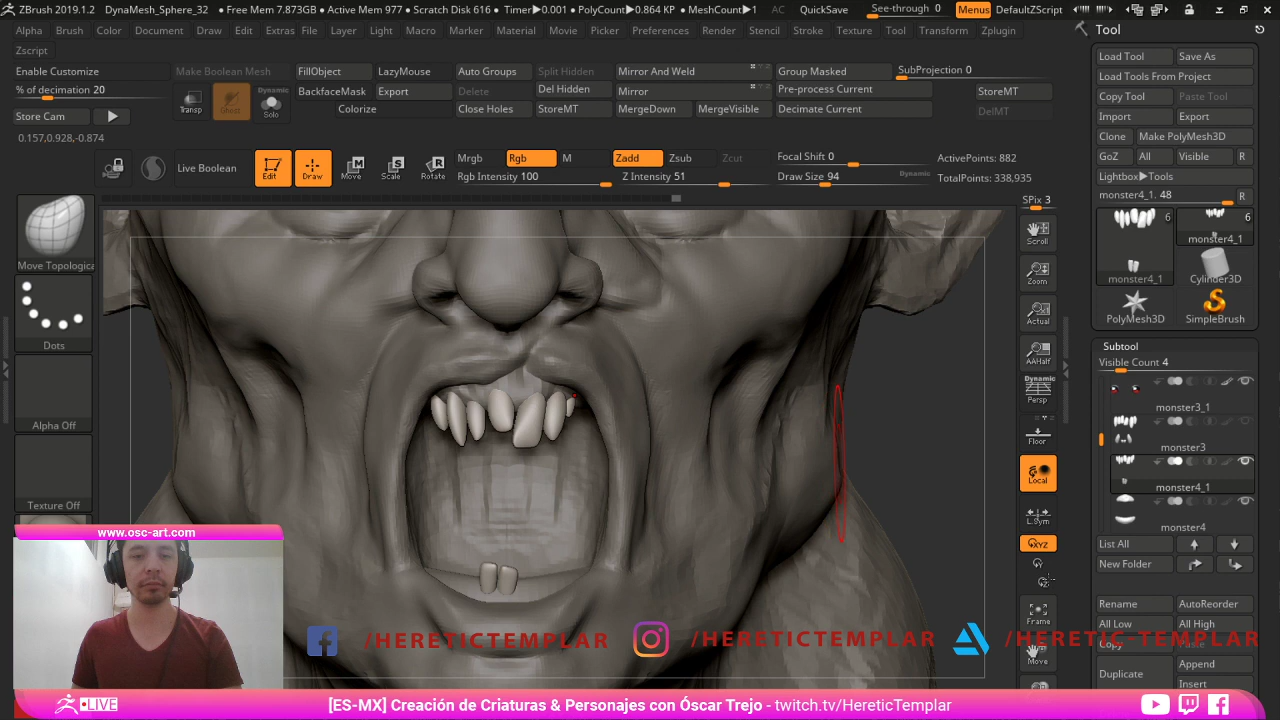 ZBrush 2019.1.2 DynaMesh_Sphere_32 • Free Mem 7.873GB • Active Mem 977 • Scratch Disk 616 • Timer▶0.001 • PolyCount▶0.864 KP • MeshCount▶1 AC QuickSave See-through 0 Menus DefaultZScript
Alpha Brush Color Document Draw Edit Extras File Layer Light Macro Marker Material Movie Picker Preferences Render Stencil Stroke Texture Tool Transform Zplugin
Zscript
Enable Customize Make Boolean Mesh FillObject LazyMouse Auto Groups Split Hidden Mirror And Weld Group Masked SubProjection 0
% of decimation 20 Transp Ghost Dynamic Solo BackfaceMask Export Delete Del Hidden Mirror Pre-process Current StoreMT
Store Cam Colorize Close Holes StoreMT MergeDown MergeVisible Decimate Current DelMT
0.157,0.928,-0.874
Live Boolean Edit Draw Move Scale Rotate Mrgb Rgb M Zadd Zsub Zcut Focal Shift 0 ActivePoints: 882
Rgb Intensity 100 Z Intensity 51 Draw Size 94 Dynamic TotalPoints: 338,935
Move Topologica
Dots
Alpha Off
Texture Off
SPix 3
Scroll
Zoom
Actual
AAHalf
Dynamic
Persp
Floor
Local
L.Sym
XYZ
Frame
Move
Tool
Load Tool Save As
Load Tools From Project
Copy Tool Paste Tool
Import Export
Clone Make PolyMesh3D
GoZ All Visible R
Lightbox▶Tools
monster4_1. 48 R
6 6
monster4_1
monster4_1 Cylinder3D
PolyMesh3D SimpleBrush
Subtool
Visible Count 4
monster3_1
monster3
monster4_1
monster4
List All
New Folder
Rename AutoReorder
All Low All High
Copy Paste
Duplicate Append
Insert
www.osc-art.com
/HERETICTEMPLAR /HERETICTEMPLAR /HERETIC-TEMPLAR
LIVE
[ES-MX] Creación de Criaturas & Personajes con Óscar Trejo - twitch.tv/HereticTemplar